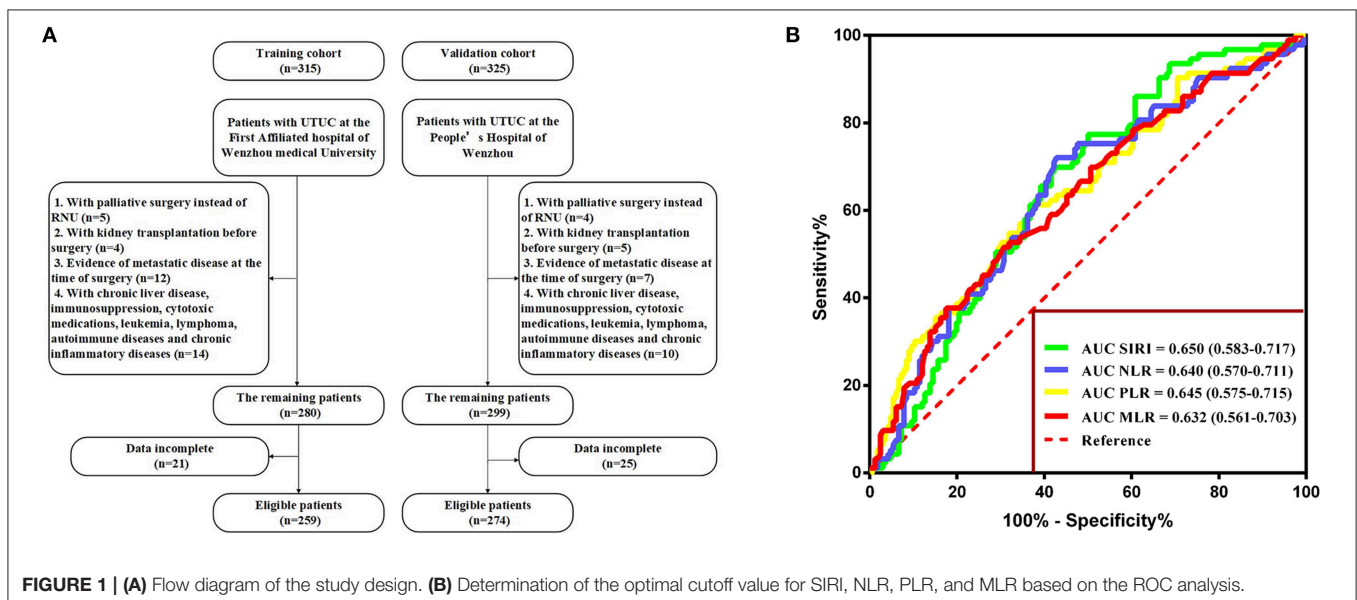 A
Training cohort
(n=315)
Validation cohort
(n=325)
Patients with UTUC at the
First Affiliated hospital of
Wenzhou medical University
Patients with UTUC at the
People’s Hospital of
Wenzhou
1. With palliative surgery instead of
RNU (n=5)
2. With kidney transplantation before
surgery (n=4)
3. Evidence of metastatic disease at the
time of surgery (n=12)
4. With chronic liver disease,
immunosuppression, cytotoxic
medications, leukemia, lymphoma,
autoimmune diseases and chronic
inflammatory diseases (n=14)
1. With palliative surgery instead
of RNU (n=4)
2. With kidney transplantation
before surgery (n=5)
3. Evidence of metastatic disease at
the time of surgery (n=7)
4. With chronic liver disease,
immunosuppression, cytotoxic
medications, leukemia, lymphoma,
autoimmune diseases and chronic
inflammatory diseases (n=10)
The remaining patients
(n=280)
The remaining patients
(n=299)
Data incomplete
(n=21)
Data incomplete
(n=25)
Eligible patients
(n=259)
Eligible patients
(n=274)
B
Sensitivity%
100
80
60
40
20
0
AUC SIRI = 0.650 (0.583-0.717)
AUC NLR = 0.640 (0.570-0.711)
AUC PLR = 0.645 (0.575-0.715)
AUC MLR = 0.632 (0.561-0.703)
Reference
0 20 40 60 80 100
100% - Specificity%
FIGURE 1 | (A) Flow diagram of the study design. (B) Determination of the optimal cutoff value for SIRI, NLR, PLR, and MLR based on the ROC analysis.